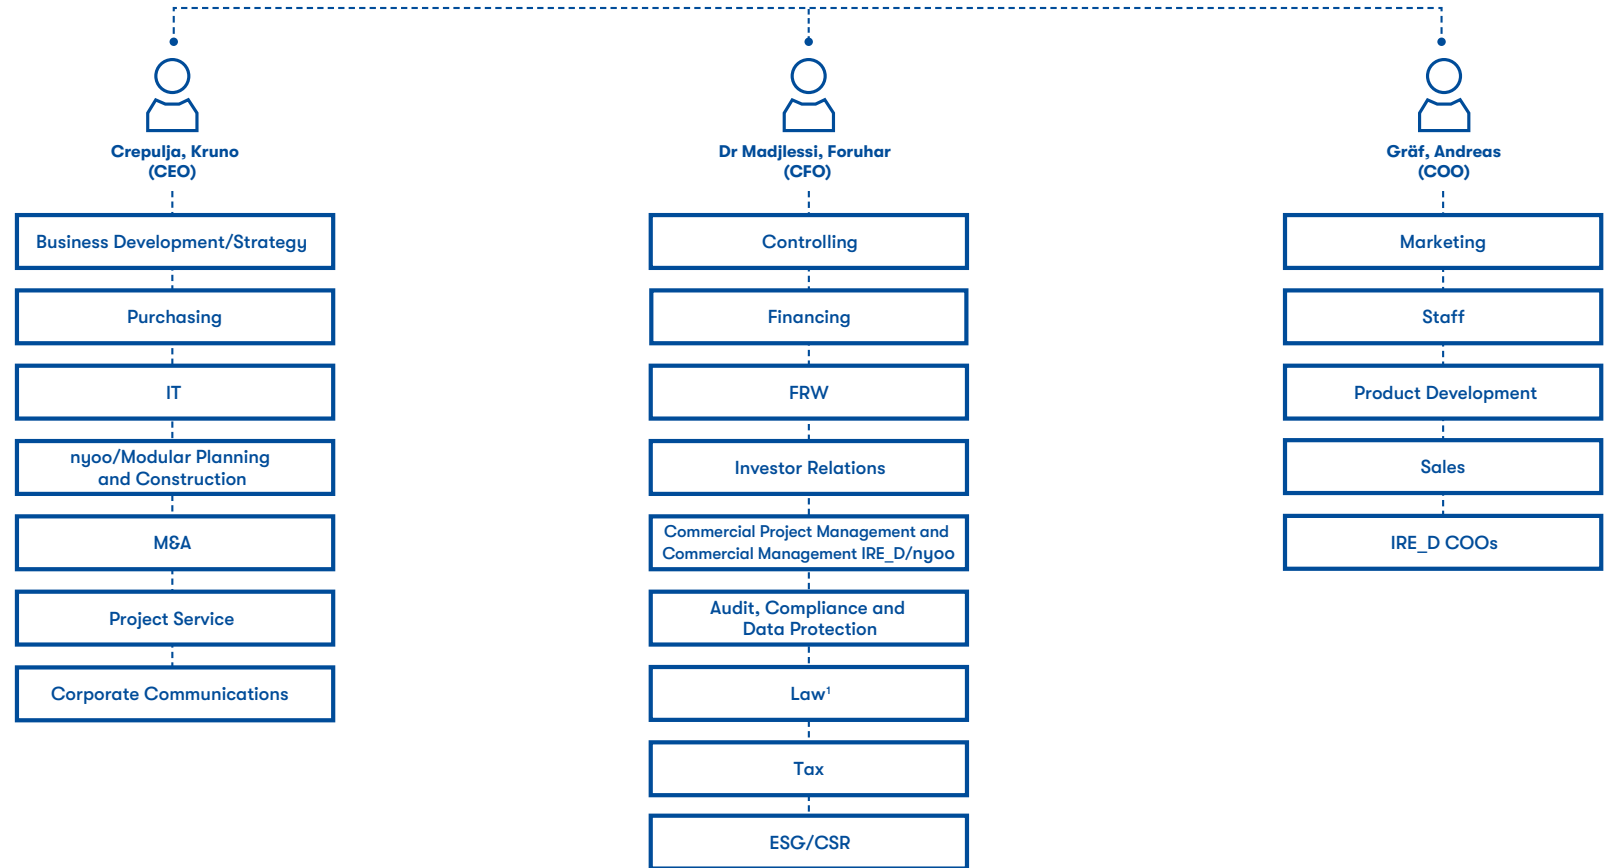 Crepulja, Kruno
(CEO)
Business Development/Strategy
Purchasing
IT
nyoo/Modular Planning
and Construction
M&A
Project Service
Corporate Communications
Dr Madjlessi, Foruhar
(CFO)
Controlling
Financing
FRW
Investor Relations
Commercial Project Management and
Commercial Management IRE_D/nyoo
Audit, Compliance and
Data Protection
Law¹
Tax
ESG/CSR
Gräf, Andreas
(COO)
Marketing
Staff
Product Development
Sales
IRE_D COOs